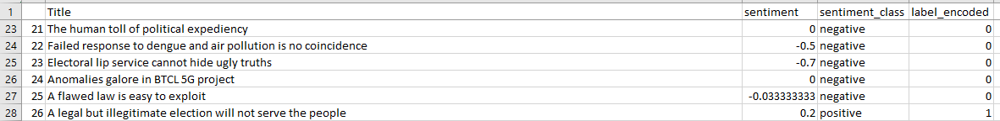 1 Title sentiment sentiment_class label_encoded
23 21 The human toll of political expediency 0 negative 0
24 22 Failed response to dengue and air pollution is no coincidence -0.5 negative 0
25 23 Electoral lip service cannot hide ugly truths -0.7 negative 0
26 24 Anomalies galore in BTCL 5G project 0 negative 0
27 25 A flawed law is easy to exploit -0.033333333 negative 0
28 26 A legal but illegitimate election will not serve the people 0.2 positive 1